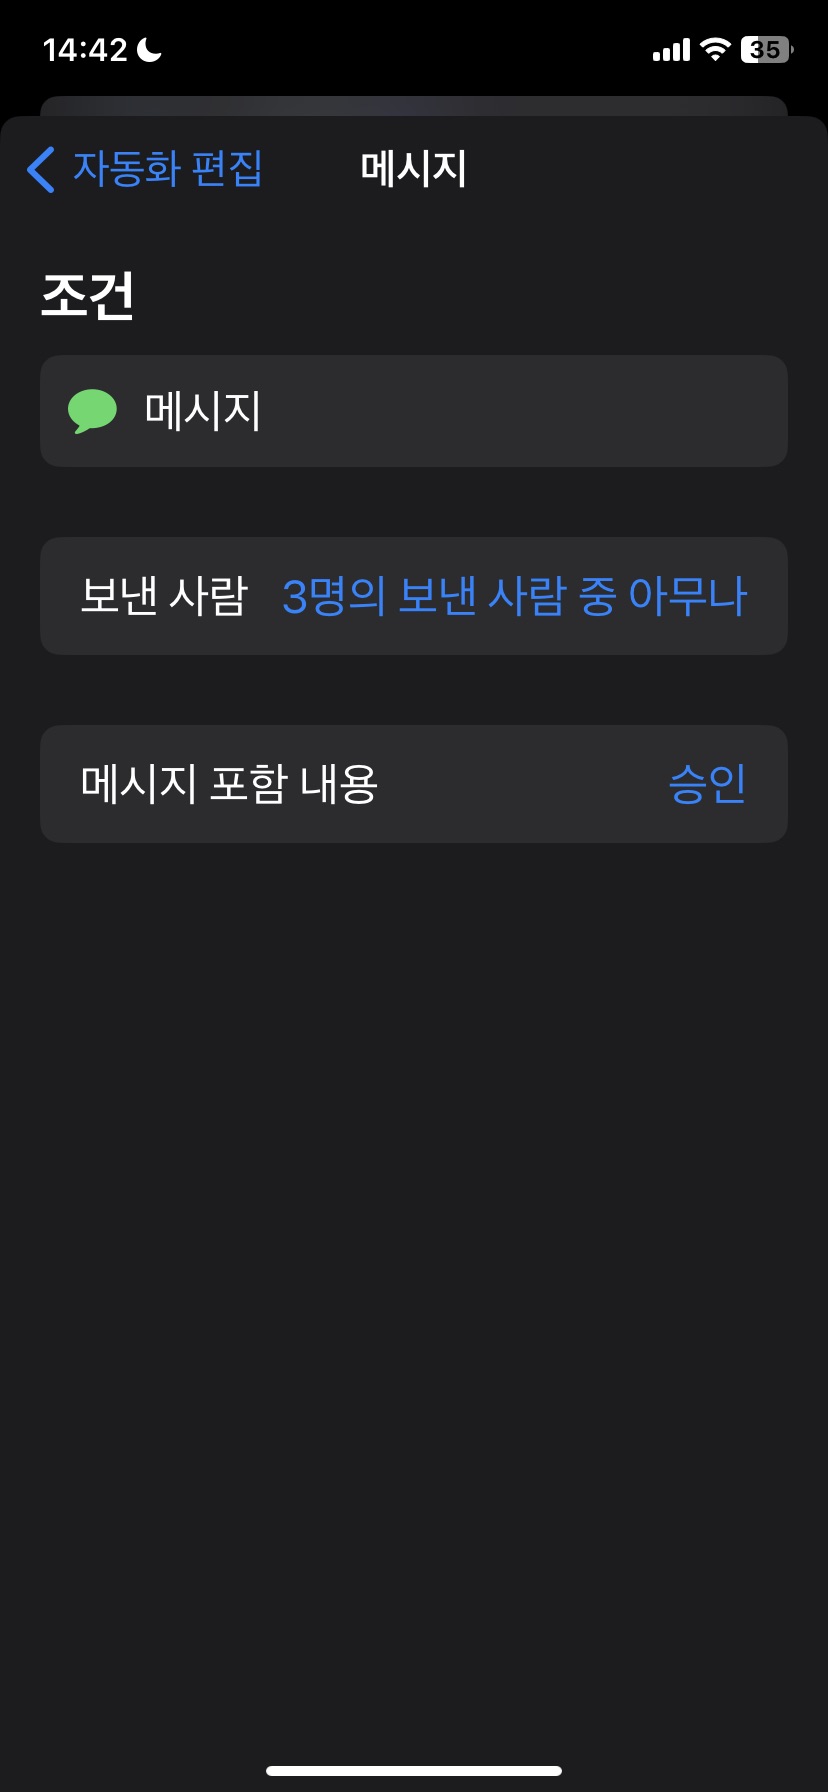 14:42
35
자동화 편집
메시지
조건
메시지
보낸 사람 3명의 보낸 사람 중 아무나
메시지 포함 내용 승인